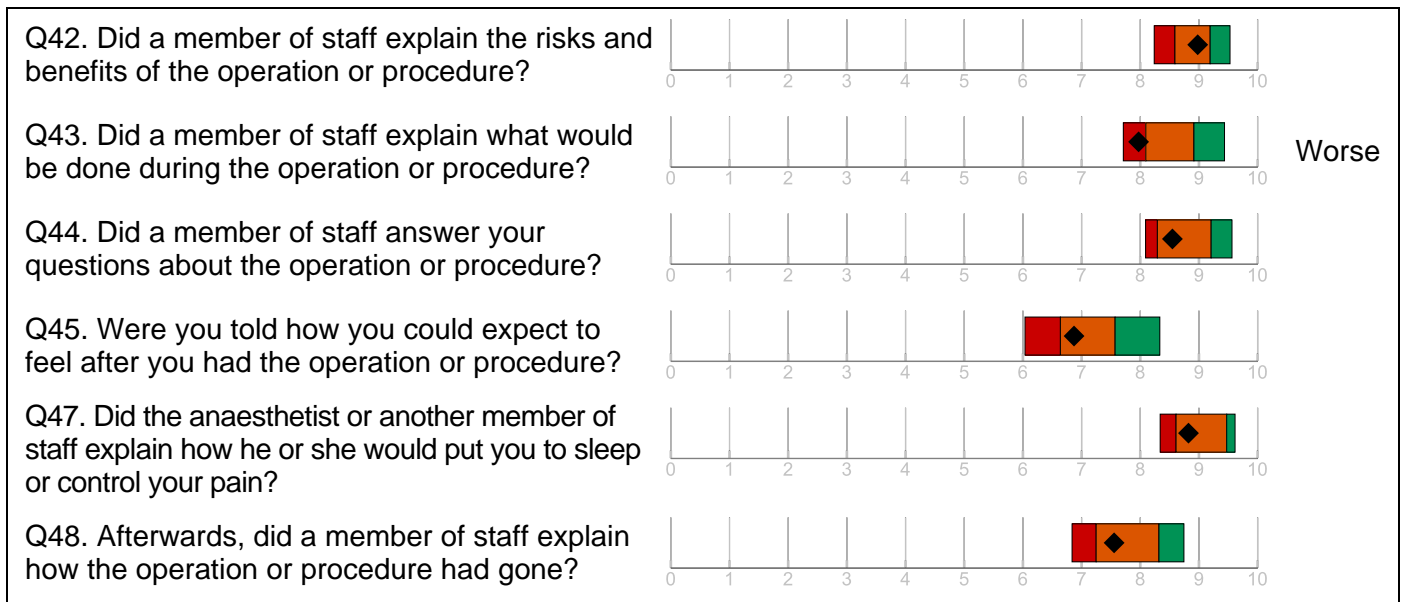 Q42. Did a member of staff explain the risks and
benefits of the operation or procedure?
0 1 2 3 4 5 6 7 8 9 10
Q43. Did a member of staff explain what would
be done during the operation or procedure?
Worse
0 1 2 3 4 5 6 7 8 9 10
Q44. Did a member of staff answer your
questions about the operation or procedure?
0 1 2 3 4 5 6 7 8 9 10
Q45. Were you told how you could expect to
feel after you had the operation or procedure?
0 1 2 3 4 5 6 7 8 9 10
Q47. Did the anaesthetist or another member of
staff explain how he or she would put you to sleep
or control your pain?
0 1 2 3 4 5 6 7 8 9 10
Q48. Afterwards, did a member of staff explain
how the operation or procedure had gone?
0 1 2 3 4 5 6 7 8 9 10